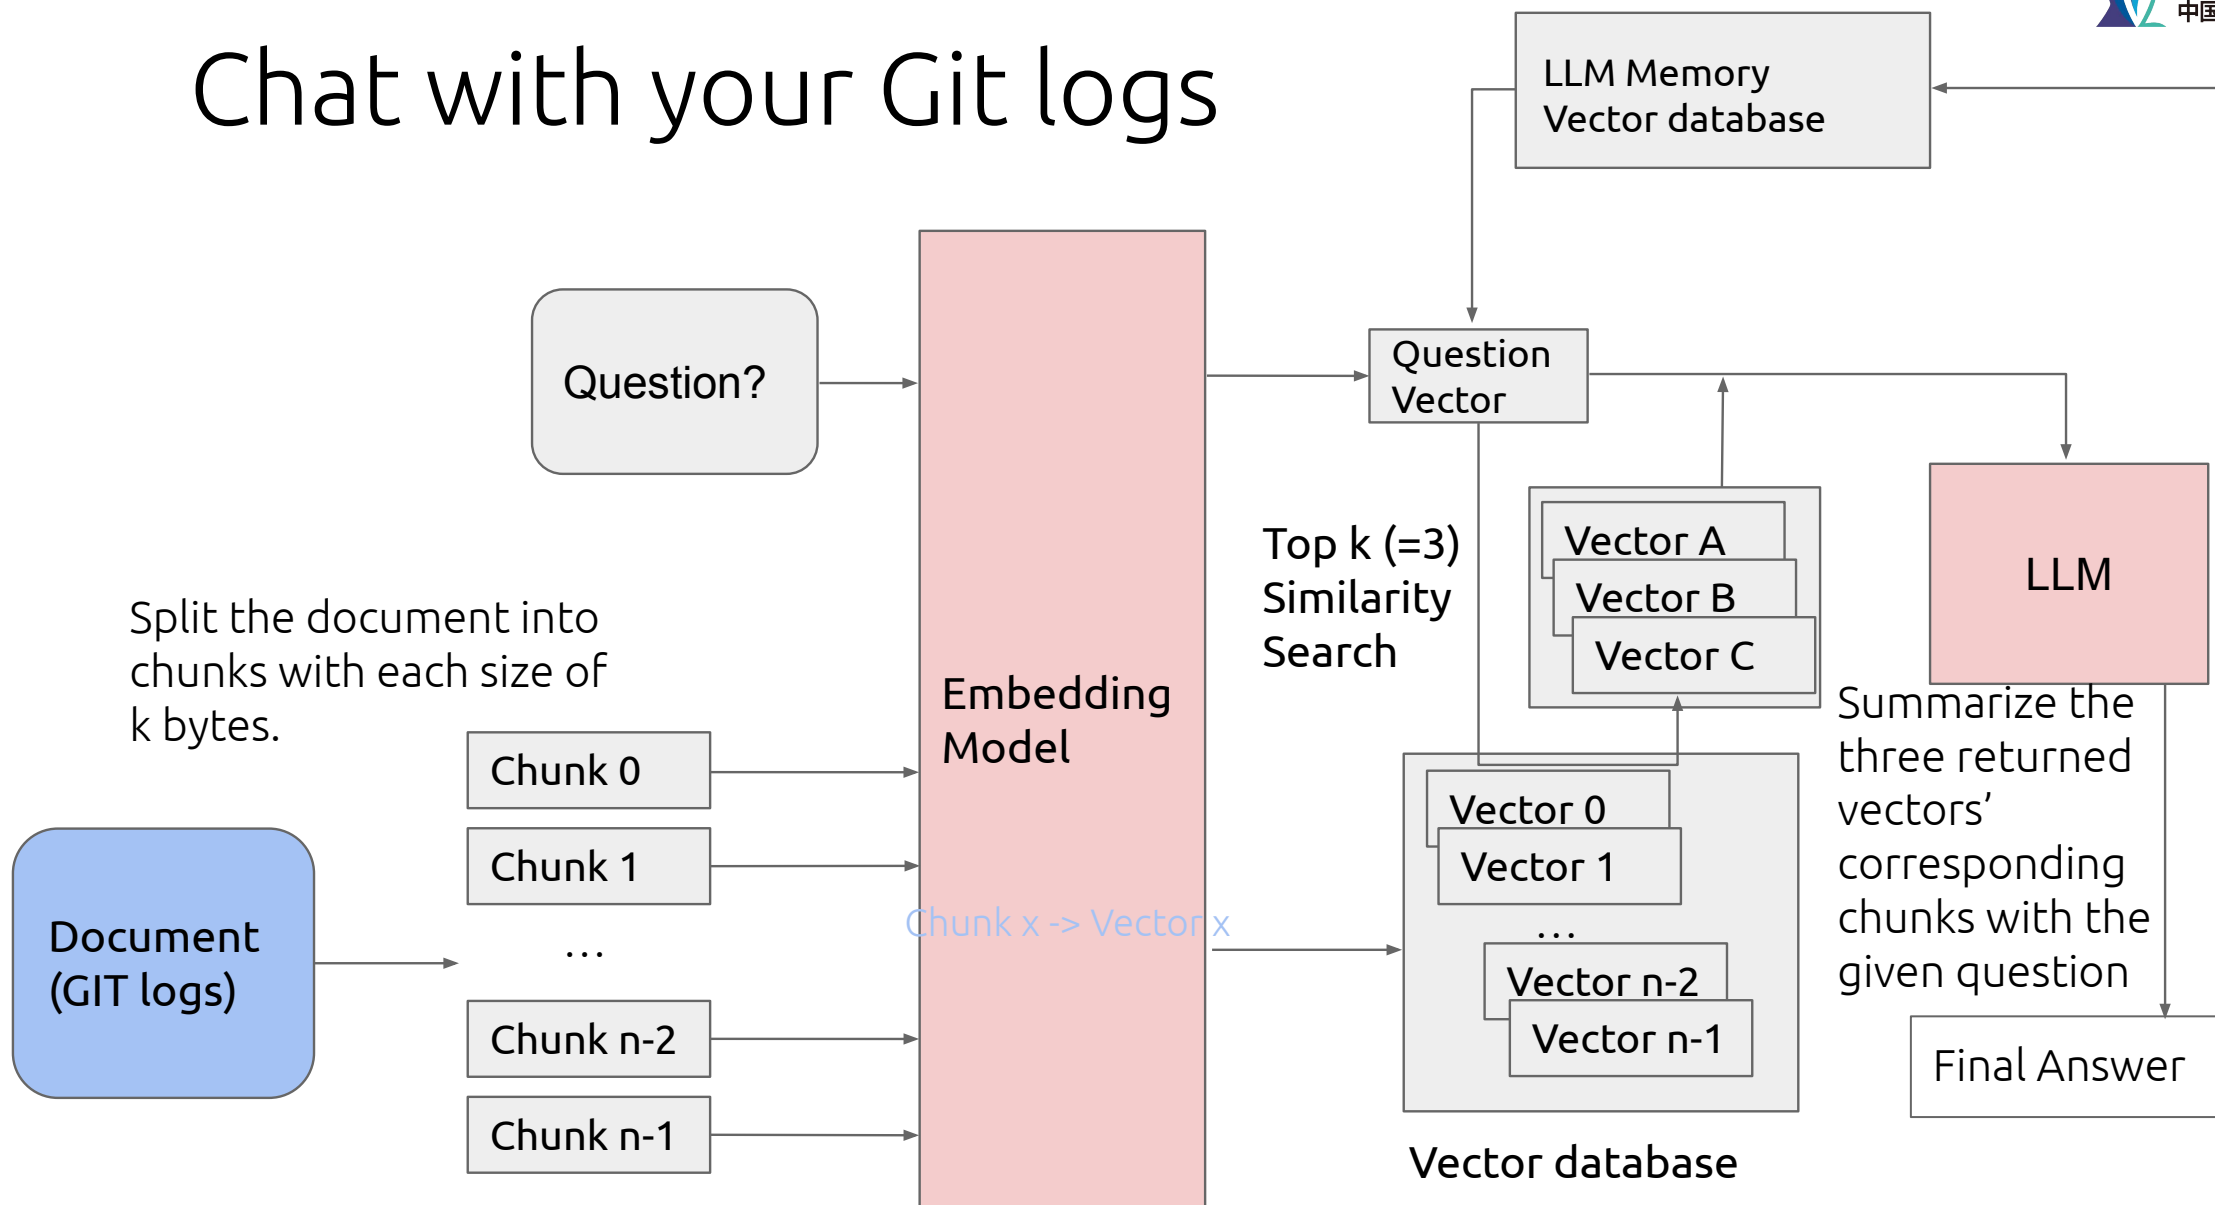 中国
Chat with your Git logs
LLM Memory
Vector database
Question?
Question
Vector
Top k (=3)
Similarity
Search
Vector A
Vector B
Vector C
LLM
Split the document into
chunks with each size of
k bytes.
Embedding
Model
Chunk 0
Chunk 1
...
Chunk n-2
Chunk n-1
Document
(GIT logs)
Chunk x -> Vector x
Vector 0
Vector 1
...
Vector n-2
Vector n-1
Vector database
Summarize the
three returned
vectors’
corresponding
chunks with the
given question
Final Answer